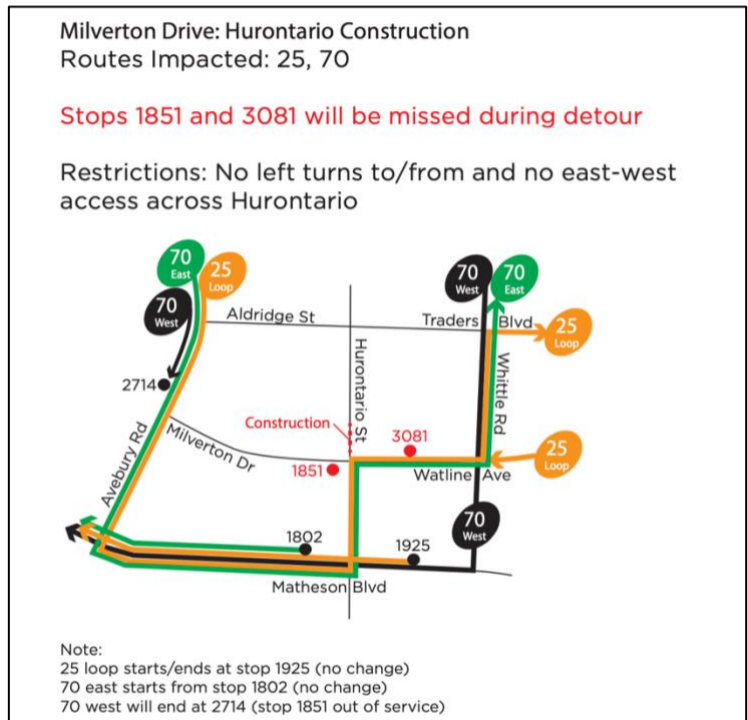 Milverton Drive: Hurontario Construction
Routes Impacted: 25, 70
Stops 1851 and 3081 will be missed during detour
Restrictions: No left turns to/from and no east-west
access across Hurontario
70
East
25
Loop
70
West
70
East
70
West
Aldridge St
Traders Blvd
25
Loop
2714
Hurontario St
Whittle Rd
Construction
3081
Avebury Rd
Milverton Dr
1851
Watline Ave
25
Loop
70
West
1802
1925
Matheson Blvd
Note:
25 loop starts/ends at stop 1925 (no change)
70 east starts from stop 1802 (no change)
70 west will end at 2714 (stop 1851 out of service)